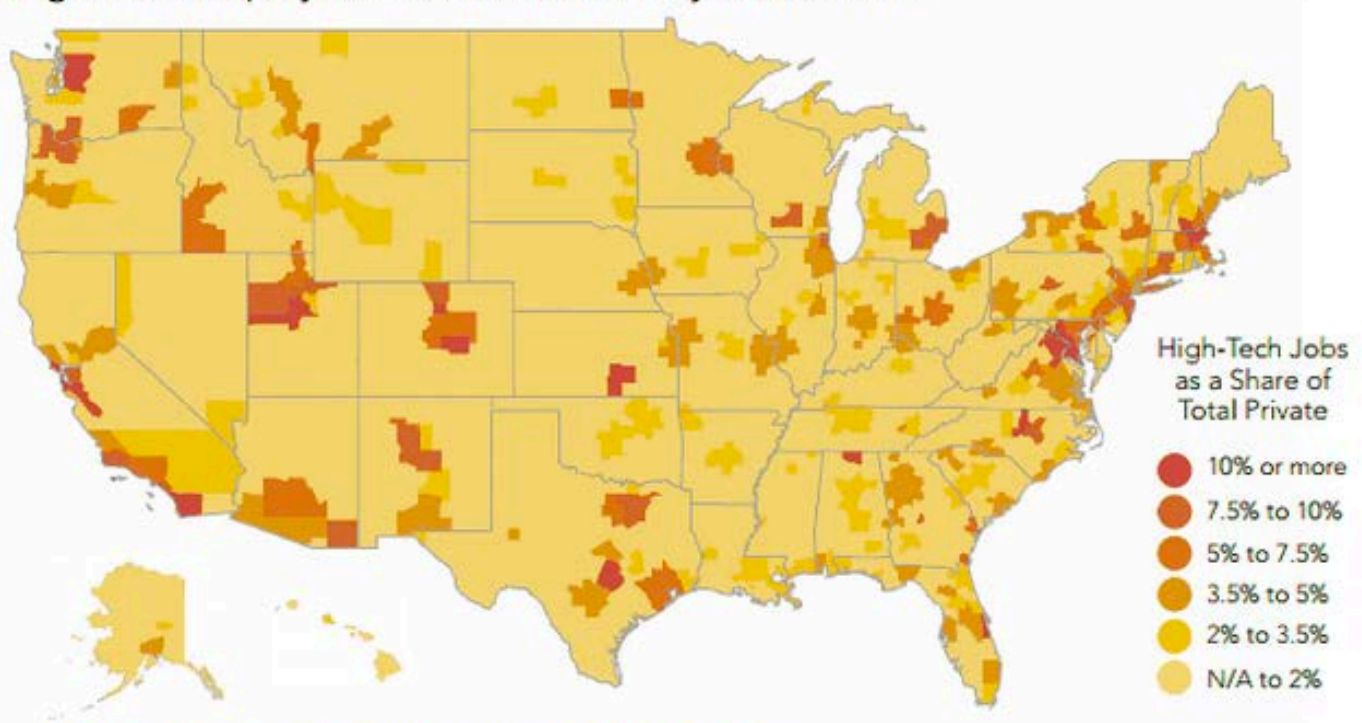 High-Tech Jobs
as a Share of
Total Private
10% or more
7.5% to 10%
5% to 7.5%
3.5% to 5%
2% to 3.5%
N/A to 2%